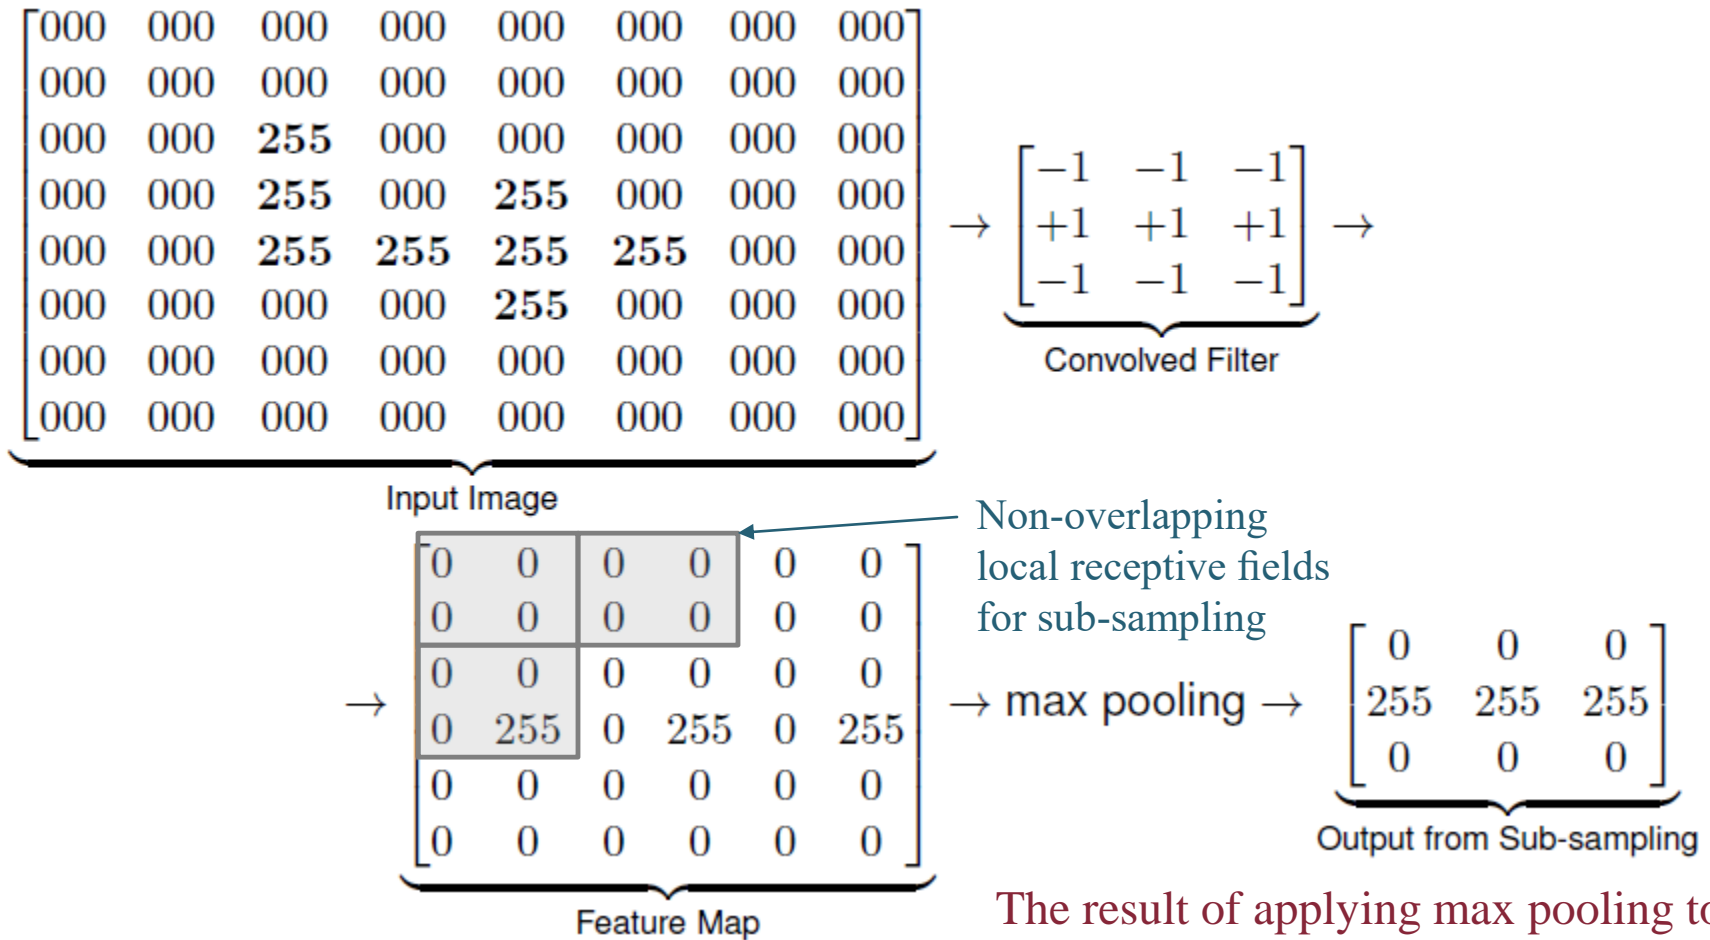 000 000 000 000 000 000 000 000
000 000 000 000 000 000 000 000
000 000 255 000 000 000 000 000
000 000 255 000 255 000 000 000
000 000 255 255 255 255 000 000
000 000 000 000 255 000 000 000
000 000 000 000 000 000 000 000
000 000 000 000 000 000 000 000
Input Image
→
−1 −1 −1
+1 +1 +1
−1 −1 −1
→
Convolved Filter
→
0 0 0 0 0 0
0 0 0 0 0 0
0 0 0 0 0 0
0 255 0 255 0 255
0 0 0 0 0 0
0 0 0 0 0 0
Feature Map
Non-overlapping
local receptive fields
for sub-sampling
→ max pooling →
0 0 0
255 255 255
0 0 0
Output from Sub-sampling
The result of applying max pooling to